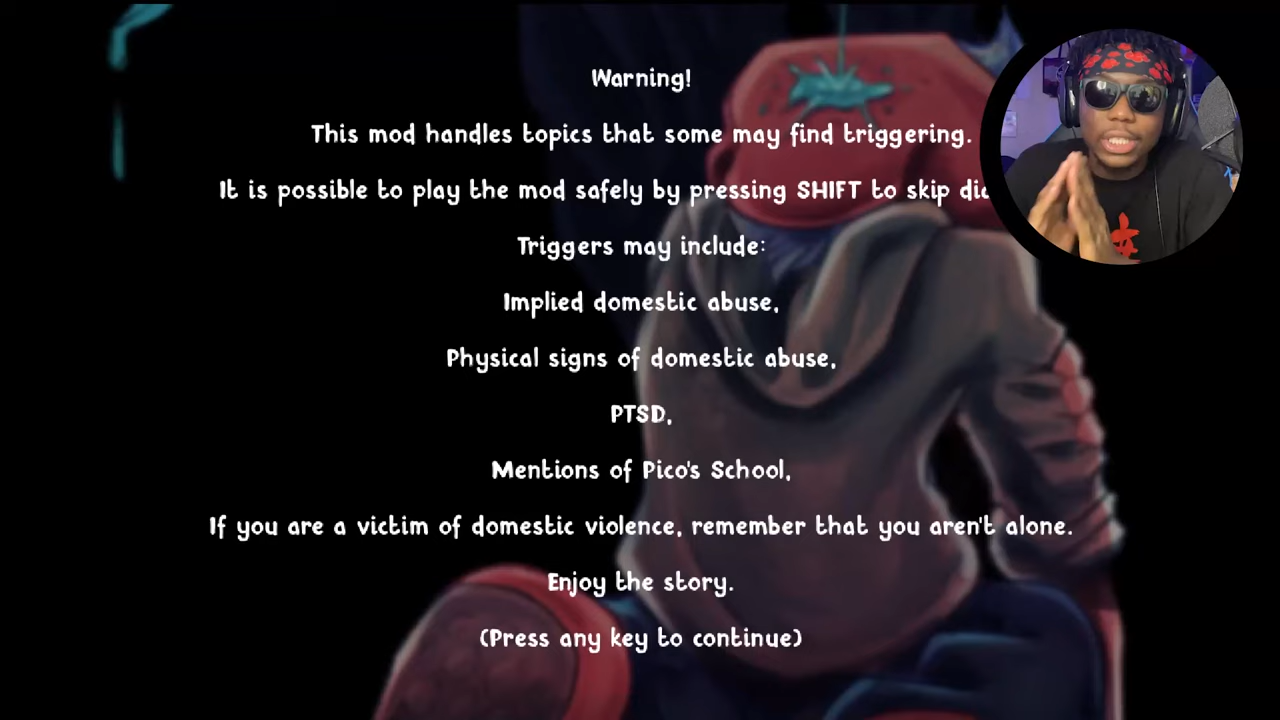 Warning!
This mod handles topics that some may find triggering.
It is possible to play the mod safely by pressing SHIFT to skip
Triggers may include:
Implied domestic abuse,
Physical signs of domestic abuse,
PTSD,
Mentions of Pico's School,
If you are a victim of domestic violence, remember that you aren't alone.
Enjoy the story.
(Press any key to continue)